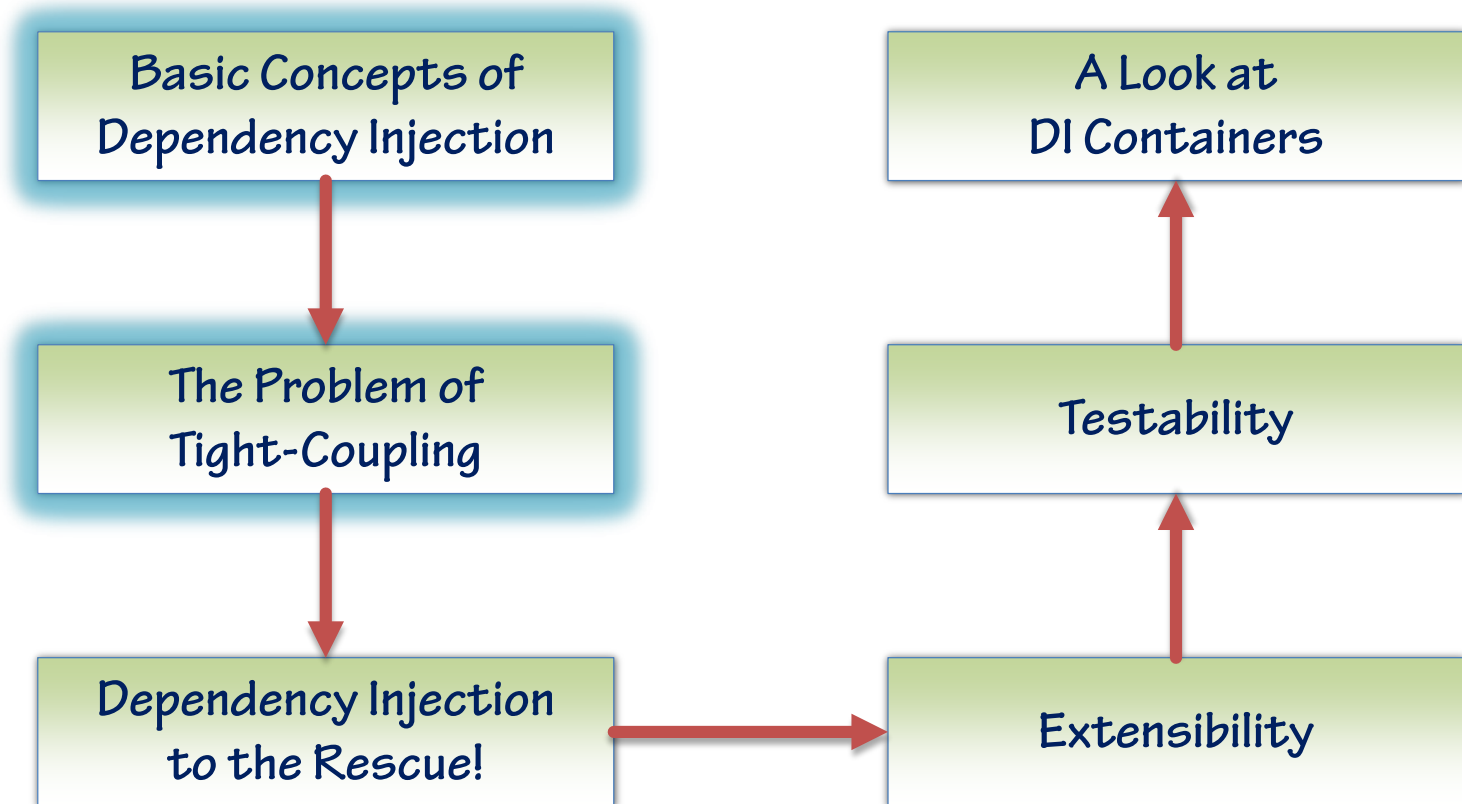 Basic Concepts of
Dependency Injection
The Problem of
Tight-Coupling
Dependency Injection
to the Rescue!
Extensibility
Testability
A Look at
DI Containers